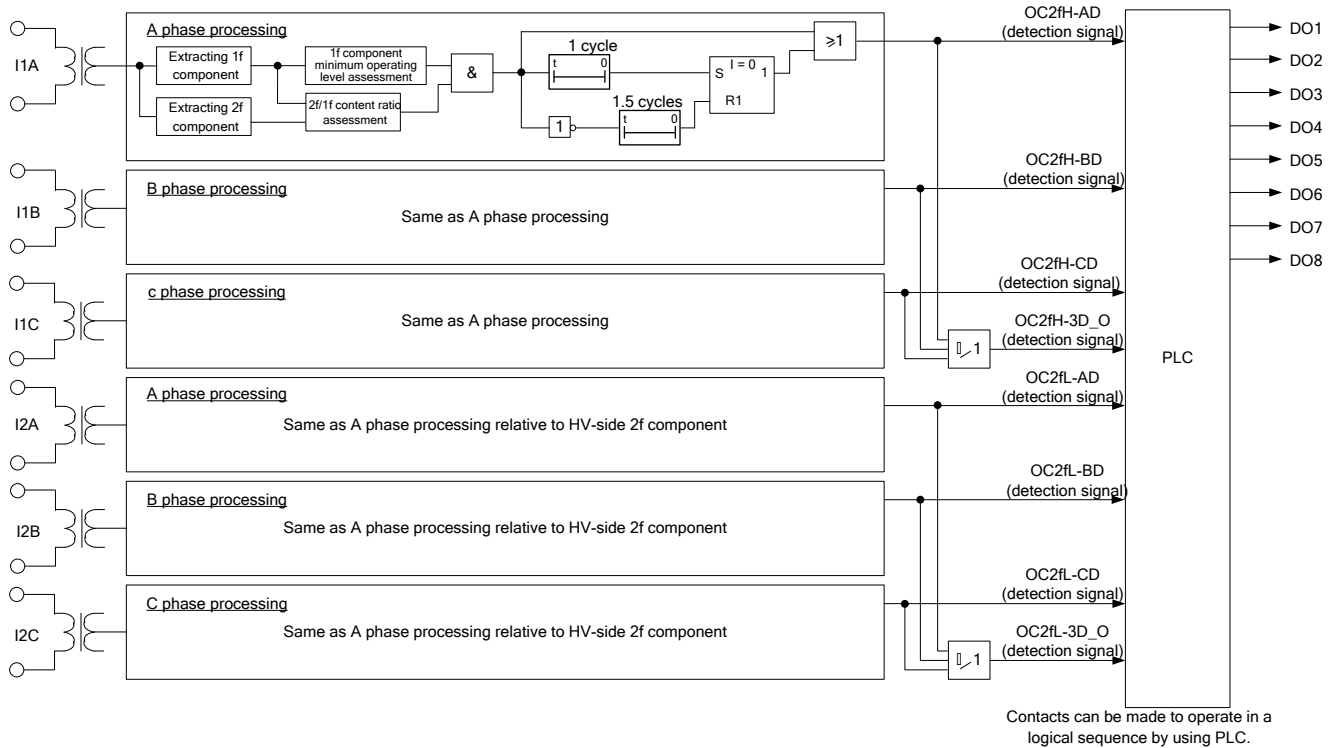 I1A
A phase processing
Extracting 1f
component
Extracting 2f
component
1f component
minimum operating
level assessment
2f/1f content ratio
assessment
&
1 cycle
t 0
1
1.5 cycles
t 0
S I = 0 1
R1
≥1
OC2fH-AD
(detection signal)
I1B
B phase processing
Same as A phase processing
OC2fH-BD
(detection signal)
I1C
c phase processing
Same as A phase processing
OC2fH-CD
(detection signal)
1
OC2fH-3D_O
(detection signal)
I2A
A phase processing
Same as A phase processing relative to HV-side 2f component
OC2fL-AD
(detection signal)
I2B
B phase processing
Same as A phase processing relative to HV-side 2f component
OC2fL-BD
(detection signal)
I2C
C phase processing
Same as A phase processing relative to HV-side 2f component
OC2fL-CD
(detection signal)
1
OC2fL-3D_O
(detection signal)
PLC
DO1
DO2
DO3
DO4
DO5
DO6
DO7
DO8
Contacts can be made to operate in a
logical sequence by using PLC.